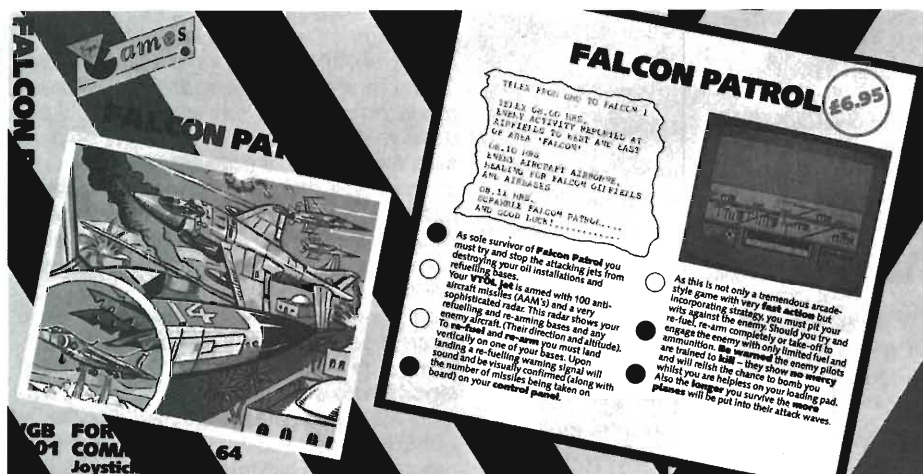 FALCON P
Virgin
Games
FALCON PAT
14
VGB
01
FOR
COM 64
Joystick
FALCON PATROL
£6.95
TELEX FROM GHQ TO FALCON 1
TELEX 08.00 HRS.
ENEMY ACTIVITY REPORTED AT
AIRFIELDS TO WEST AND EAST
OF AREA 'FALCON'
08.10 HRS
ENEMY AIRCRAFT AIRBORNE,
HEADING FOR FALCON OILFIELDS
AND AIRBASES
08.11 HRS.
SCRAMBLE FALCON PATROL....
AND GOOD LUCK!.............
As sole survivor of Falcon Patrol you
must try and stop the attacking jets from
destroying your oil installations and
refuelling bases.
Your VTOL jet is armed with 100 anti-
aircraft missiles (AAM's) and a very
sophisticated radar. This radar shows your
refuelling and re-arming bases and any
enemy aircraft. (Their direction and altitude).
To re-fuel and re-arm you must land
vertically on one of your bases. Upon
landing a re-fuelling warning signal will
sound and be visually confirmed (along with
the number of missiles being taken on
board) on your control panel.
As this is not only a tremendous arcade-
style game with very fast action but
incorporating strategy, you must pit your
wits against the enemy. Should you try and
re-fuel, re-arm completely or take-off to
engage the enemy with only limited fuel and
ammunition. Be warned the enemy pilots
are trained to kill – they show no mercy
and will relish the chance to bomb you
whilst you are helpless on your loading pad.
Also the longer you survive the more
planes will be put into their attack waves.